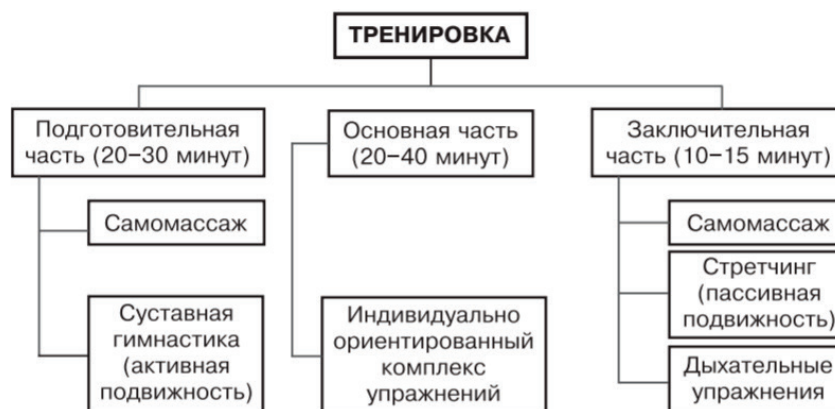 ТРЕНИРОВКА
Подготовительная
часть (20–30 минут)
Самомассаж
Суставная
гимнастика
(активная
подвижность)
Основная часть
(20–40 минут)
Индивидуально
ориентированный
комплекс
упражнений
Заключительная
часть (10–15 минут)
Самомассаж
Стретчинг
(пассивная
подвижность)
Дыхательные
упражнения